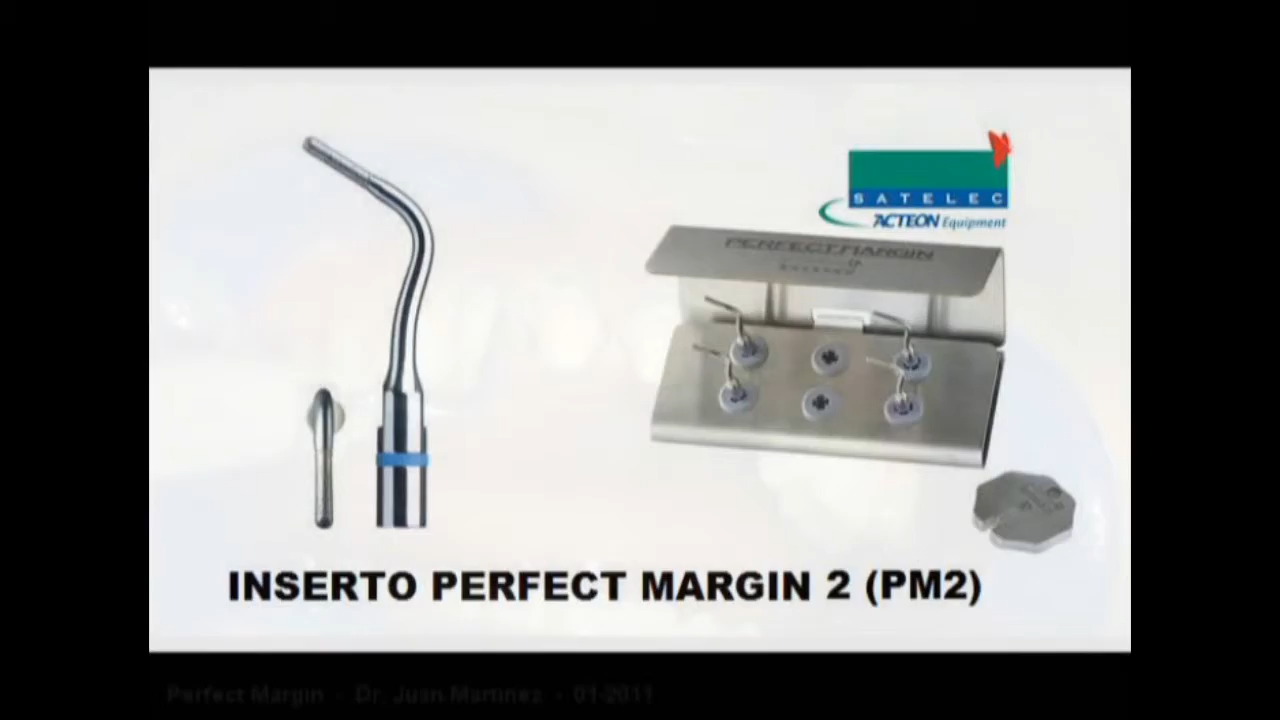 SATELEC
ACTEON Equipment
PERFECT MARGIN
INSERTO PERFECT MARGIN 2 (PM2)
Perfect Margin - Dr. Juan Martinez - 01-2011